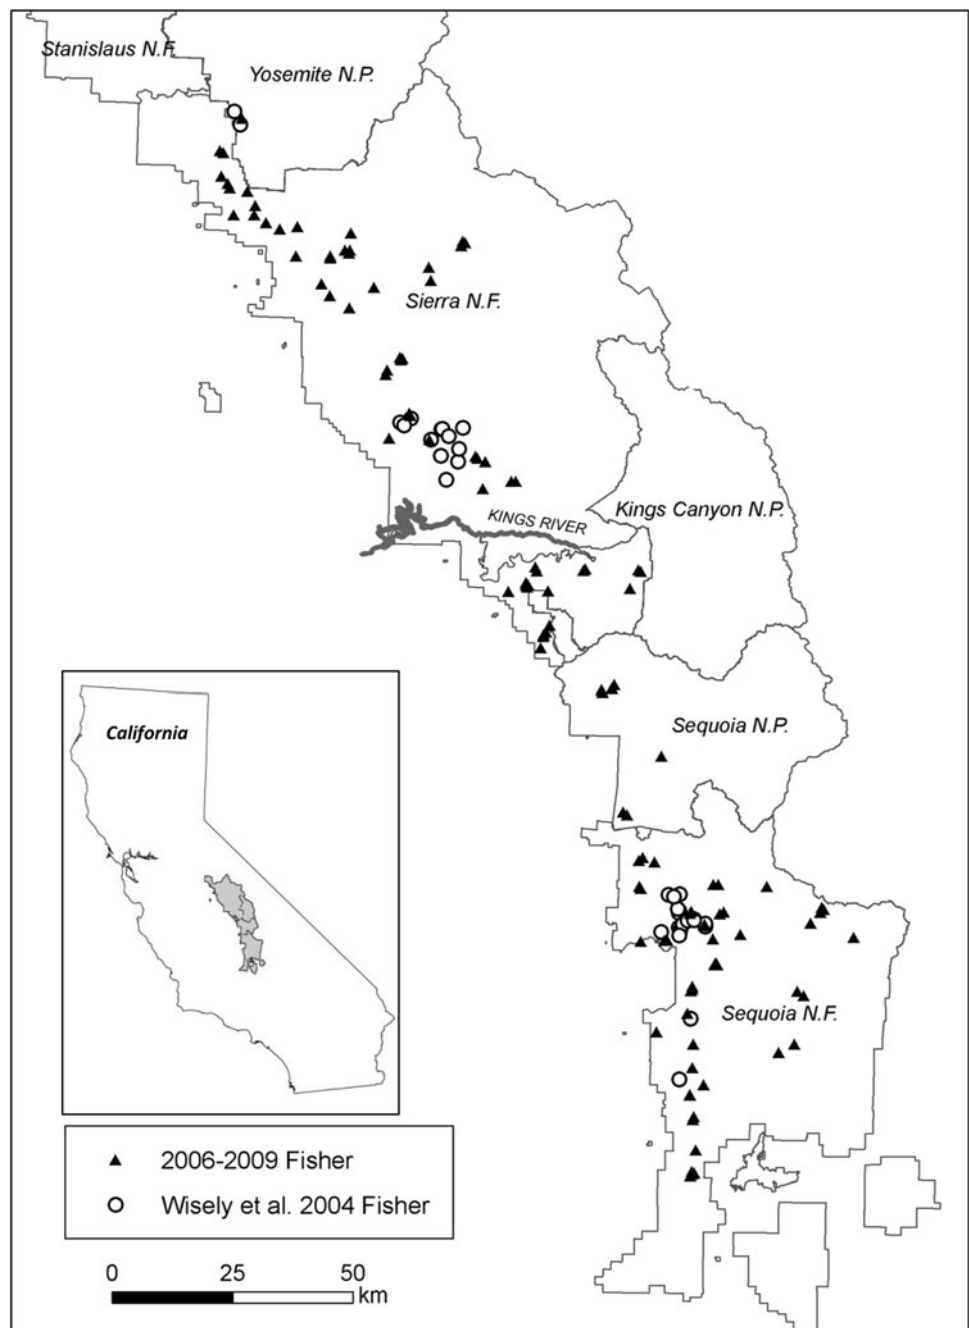 Stanislaus N.F.
Yosemite N.P.
Sierra N.F.
KINGS RIVER
Kings Canyon N.P.
Sequoia N.P.
California
Sequoia N.F.
2006-2009 Fisher
Wisely et al. 2004 Fisher
0 25 50
km